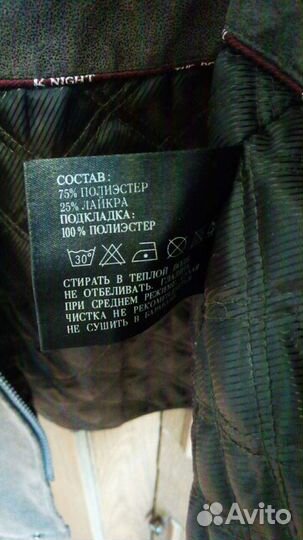 K NIGHT
СОСТАВ:
75% ПОЛИЭСТЕР
25% ЛАЙКРА
ПОДКЛАДКА:
100% ПОЛИЭСТЕР
30°
СТИРАТЬ В ТЕПЛОЙ
НЕ ОТБЕЛИВАТЬ.
ПРИ СРЕДНЕМ
ЧИСТКА НЕ
НЕ СУШИТЬ В
Avito